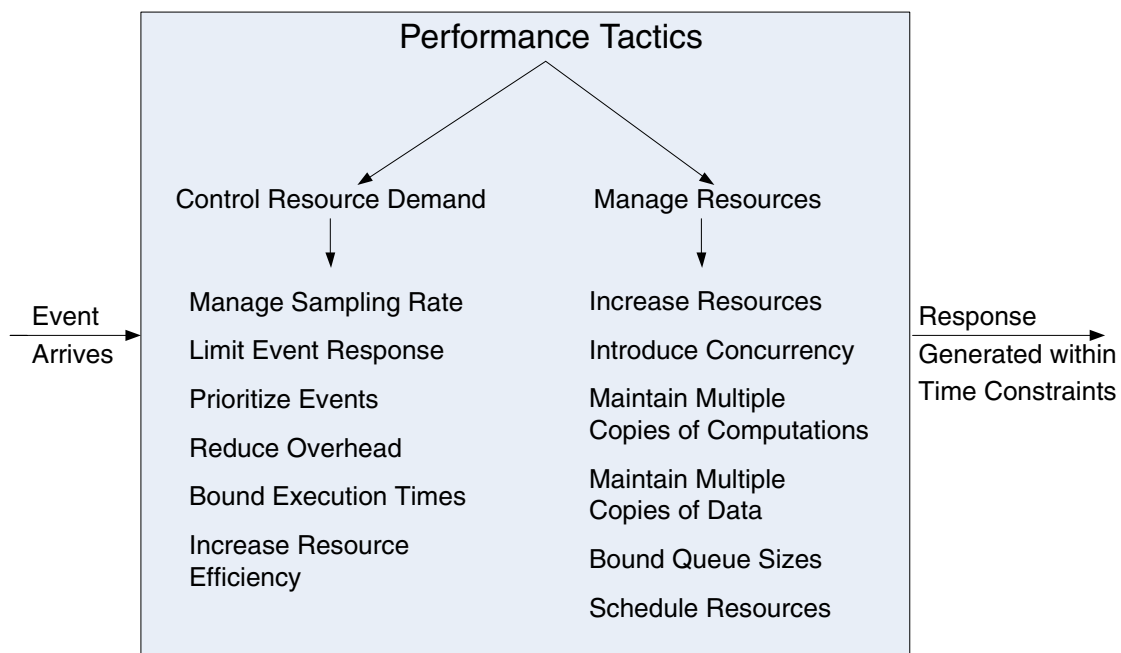 Performance Tactics
Control Resource Demand
Manage Sampling Rate
Limit Event Response
Prioritize Events
Reduce Overhead
Bound Execution Times
Increase Resource
Efficiency
Manage Resources
Increase Resources
Introduce Concurrency
Maintain Multiple
Copies of Computations
Maintain Multiple
Copies of Data
Bound Queue Sizes
Schedule Resources
Event
Arrives
Response
Generated within
Time Constraints